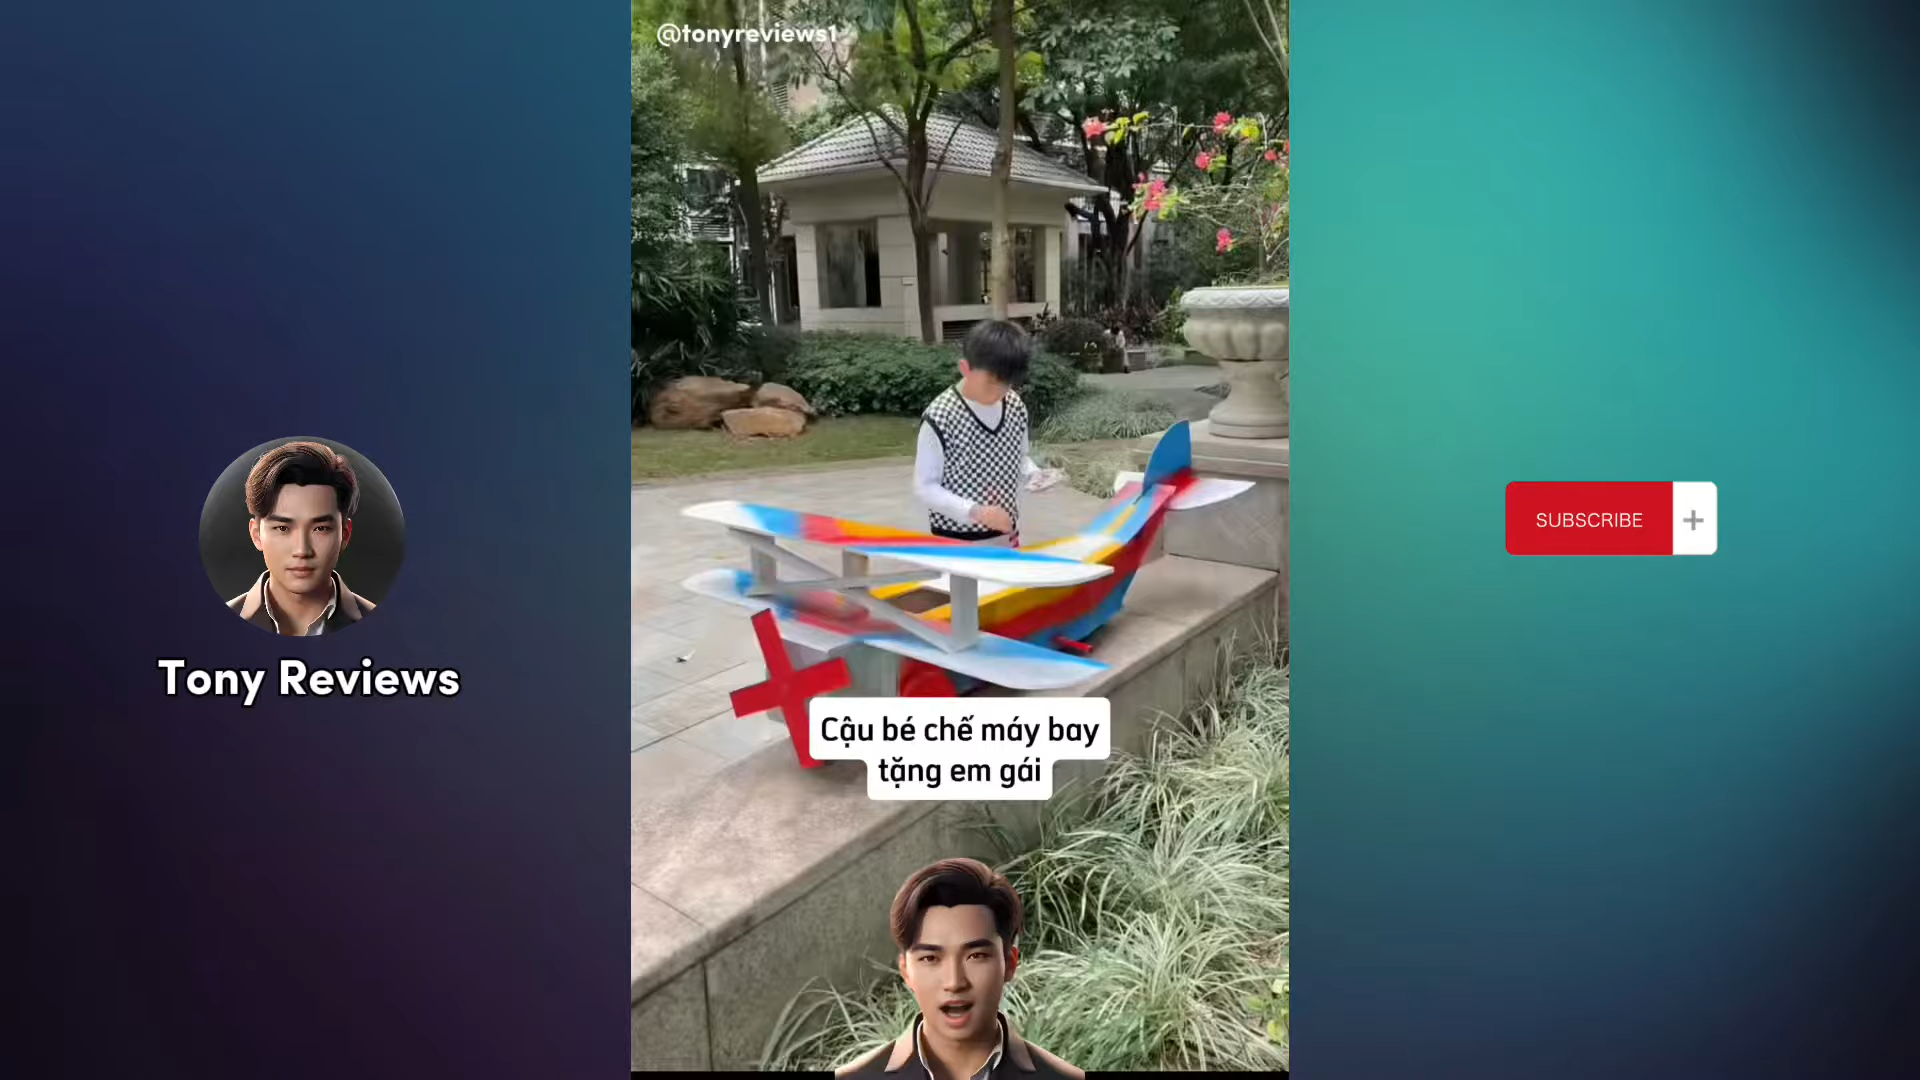 @tonyreviews1
Tony Reviews
SUBSCRIBE
Cậu bé chế máy bay
tặng em gái